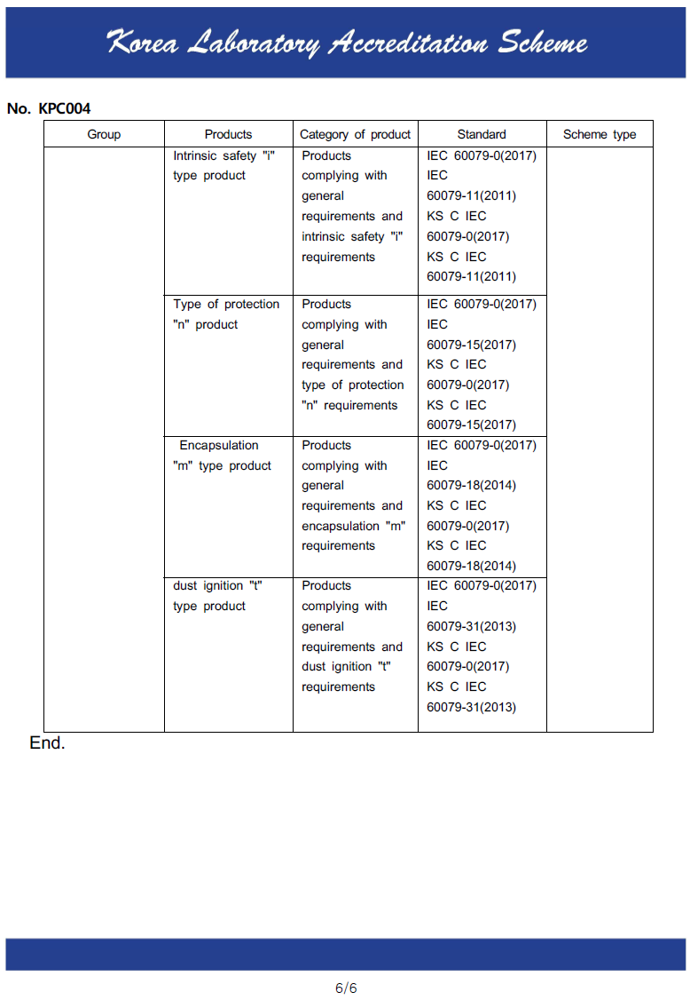 Korea Laboratory Accreditation Scheme
No. KPC004
Group Products Category of product Standard Scheme type
Intrinsic safety "i"
type product
Products
complying with
general
requirements and
intrinsic safety "i"
requirements
IEC 60079-0(2017)
IEC
60079-11(2011)
KS C IEC
60079-0(2017)
KS C IEC
60079-11(2011)
Type of protection
"n" product
Products
complying with
general
requirements and
type of protection
"n" requirements
IEC 60079-0(2017)
IEC
60079-15(2017)
KS C IEC
60079-0(2017)
KS C IEC
60079-15(2017)
Encapsulation
"m" type product
Products
complying with
general
requirements and
encapsulation "m"
requirements
IEC 60079-0(2017)
IEC
60079-18(2014)
KS C IEC
60079-0(2017)
KS C IEC
60079-18(2014)
dust ignition "t"
type product
Products
complying with
general
requirements and
dust ignition "t"
requirements
IEC 60079-0(2017)
IEC
60079-31(2013)
KS C IEC
60079-0(2017)
KS C IEC
60079-31(2013)
End.
6/6